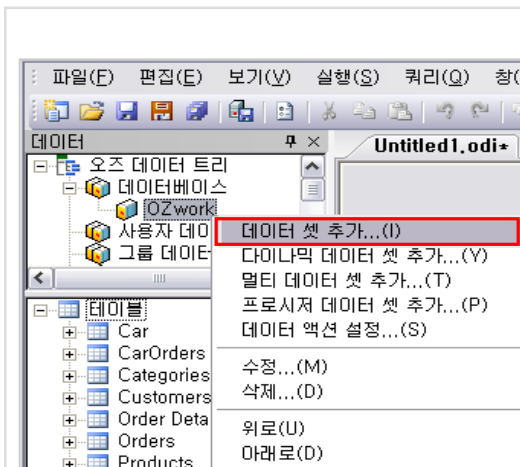 파일(F) 편집(E) 보기(V) 실행(S) 쿼리(Q) 창(
데이터
Untitled1.odi*
오즈 데이터 트리
데이터베이스
OZwork
사용자 데이
그룹 데이터
데이터 셋 추가...(I)
다이나믹 데이터 셋 추가...(Y)
멀티 데이터 셋 추가...(T)
프로시저 데이터 셋 추가...(P)
데이터 액션 설정...(S)
수정...(M)
삭제...(D)
위로(U)
아래로(D)
테이블
Car
CarOrders
Categories
Customers
Order Deta
Orders
Products